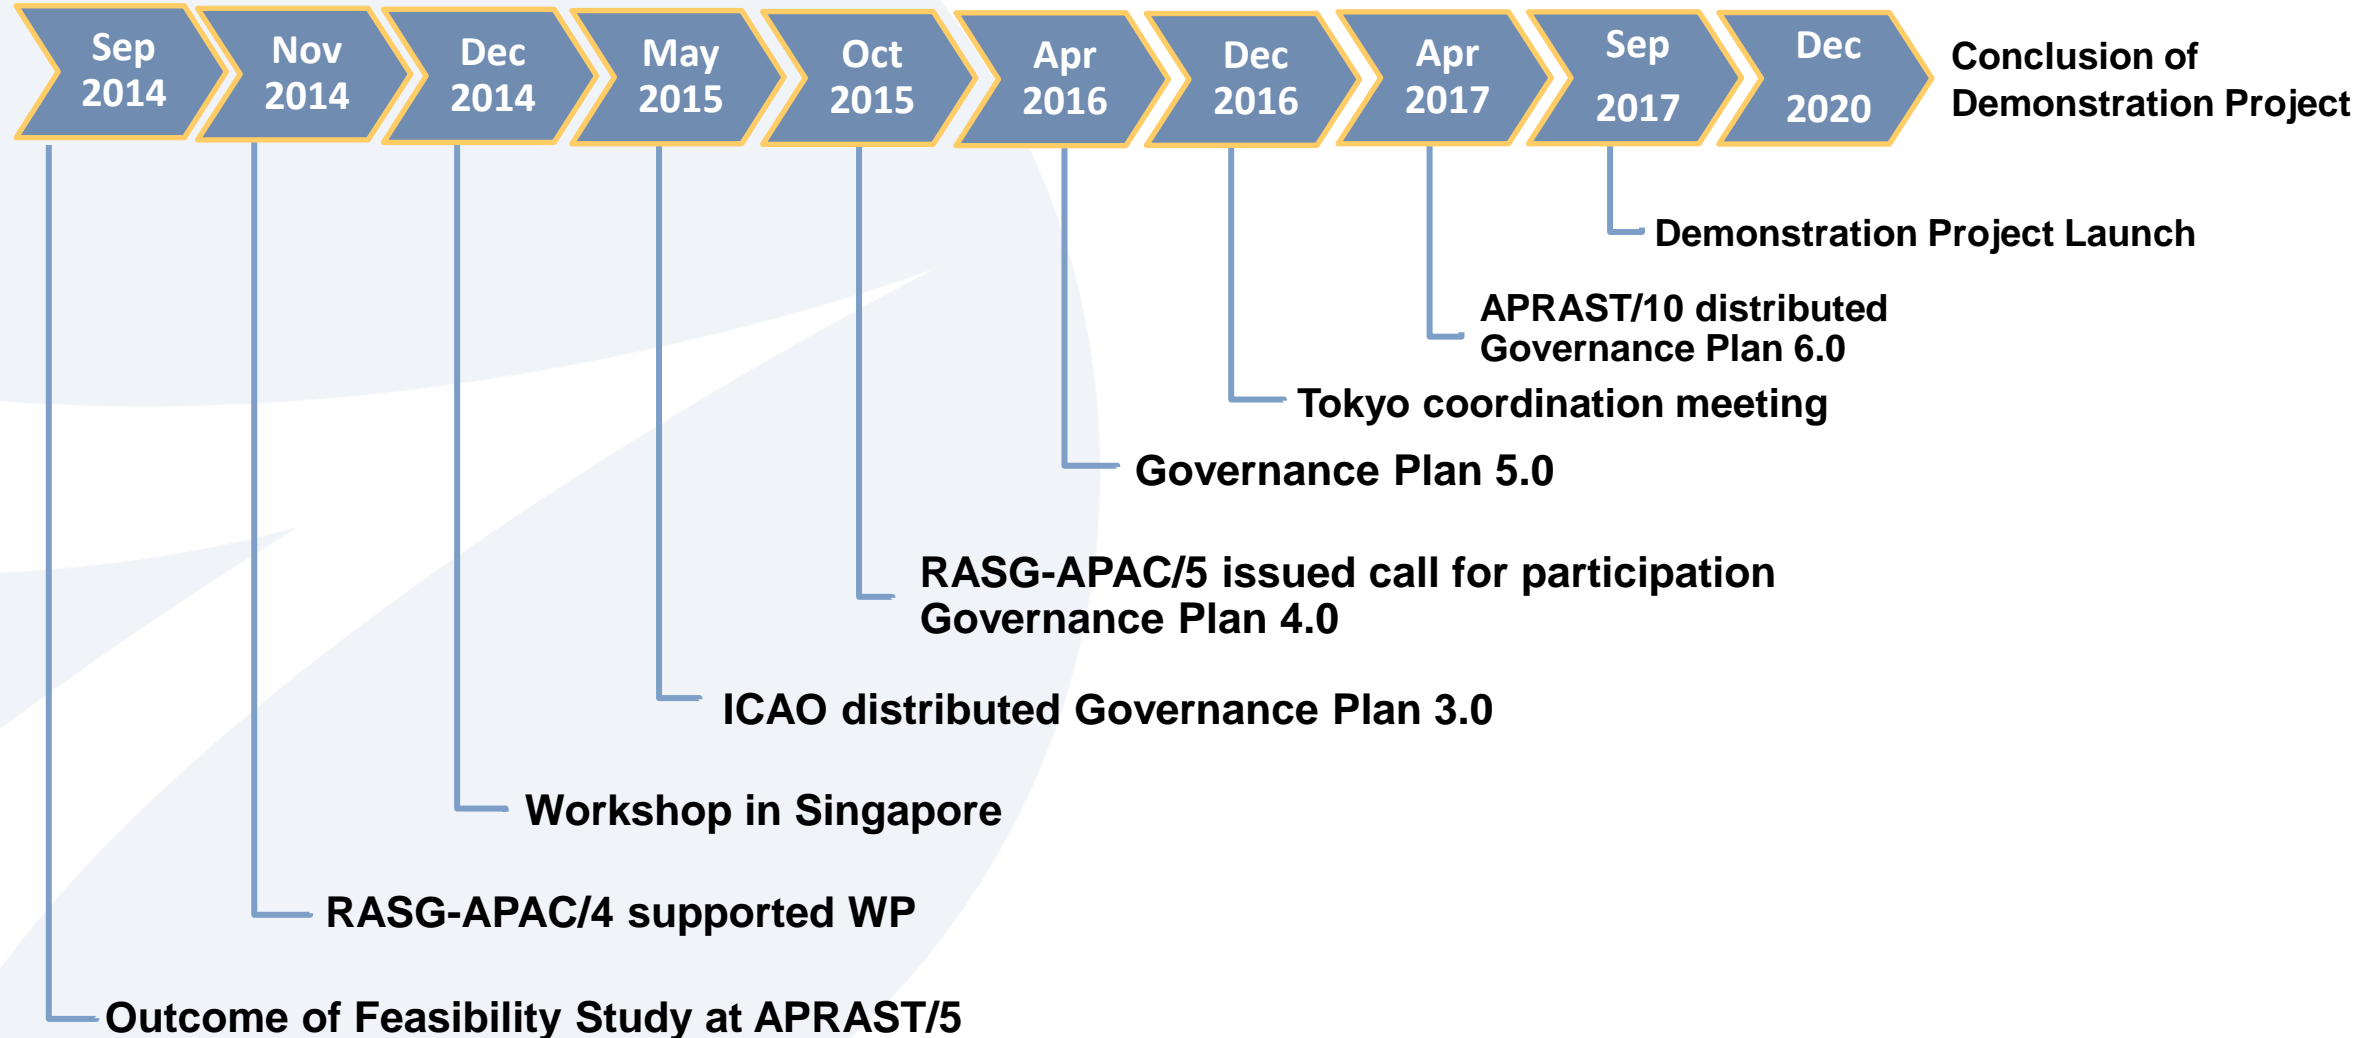 Sep
2014
Nov
2014
Dec
2014
May
2015
Oct
2015
Apr
2016
Dec
2016
Apr
2017
Sep
2017
Dec
2020
Conclusion of
Demonstration Project
Demonstration Project Launch
APRAST/10 distributed
Governance Plan 6.0
Tokyo coordination meeting
Governance Plan 5.0
RASG-APAC/5 issued call for participation
Governance Plan 4.0
ICAO distributed Governance Plan 3.0
Workshop in Singapore
RASG-APAC/4 supported WP
Outcome of Feasibility Study at APRAST/5